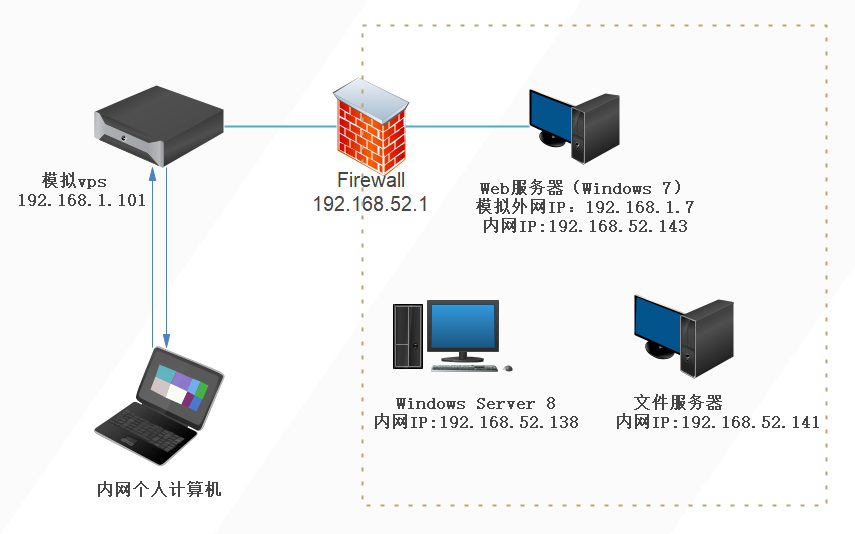 模拟vps
192.168.1.101
Firewall
192.168.52.1
Web服务器（Windows 7）
模拟外网IP：192.168.1.7
内网IP:192.168.52.143
Windows Server 8
内网IP:192.168.52.138
文件服务器
内网IP:192.168.52.141
内网个人计算机